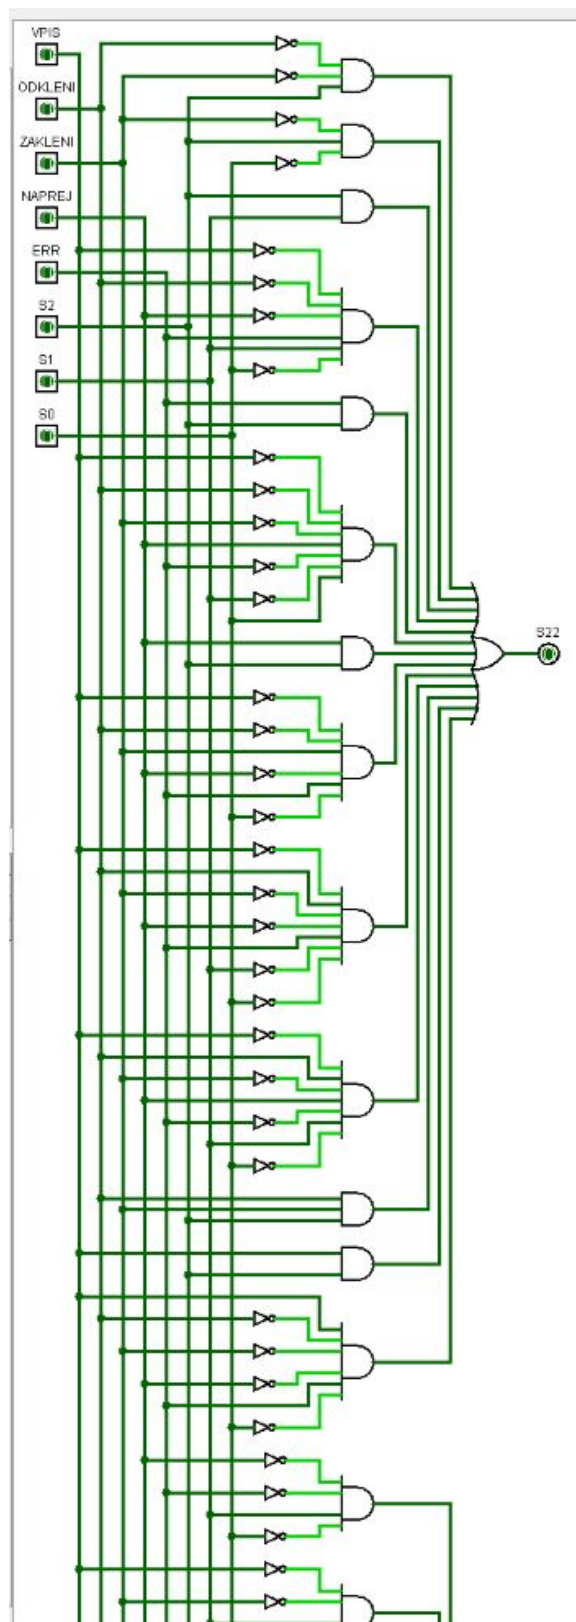 VPIS
ODKLENI
ZAKLENI
NAPREJ
ERR
S2
S1
S0
S22